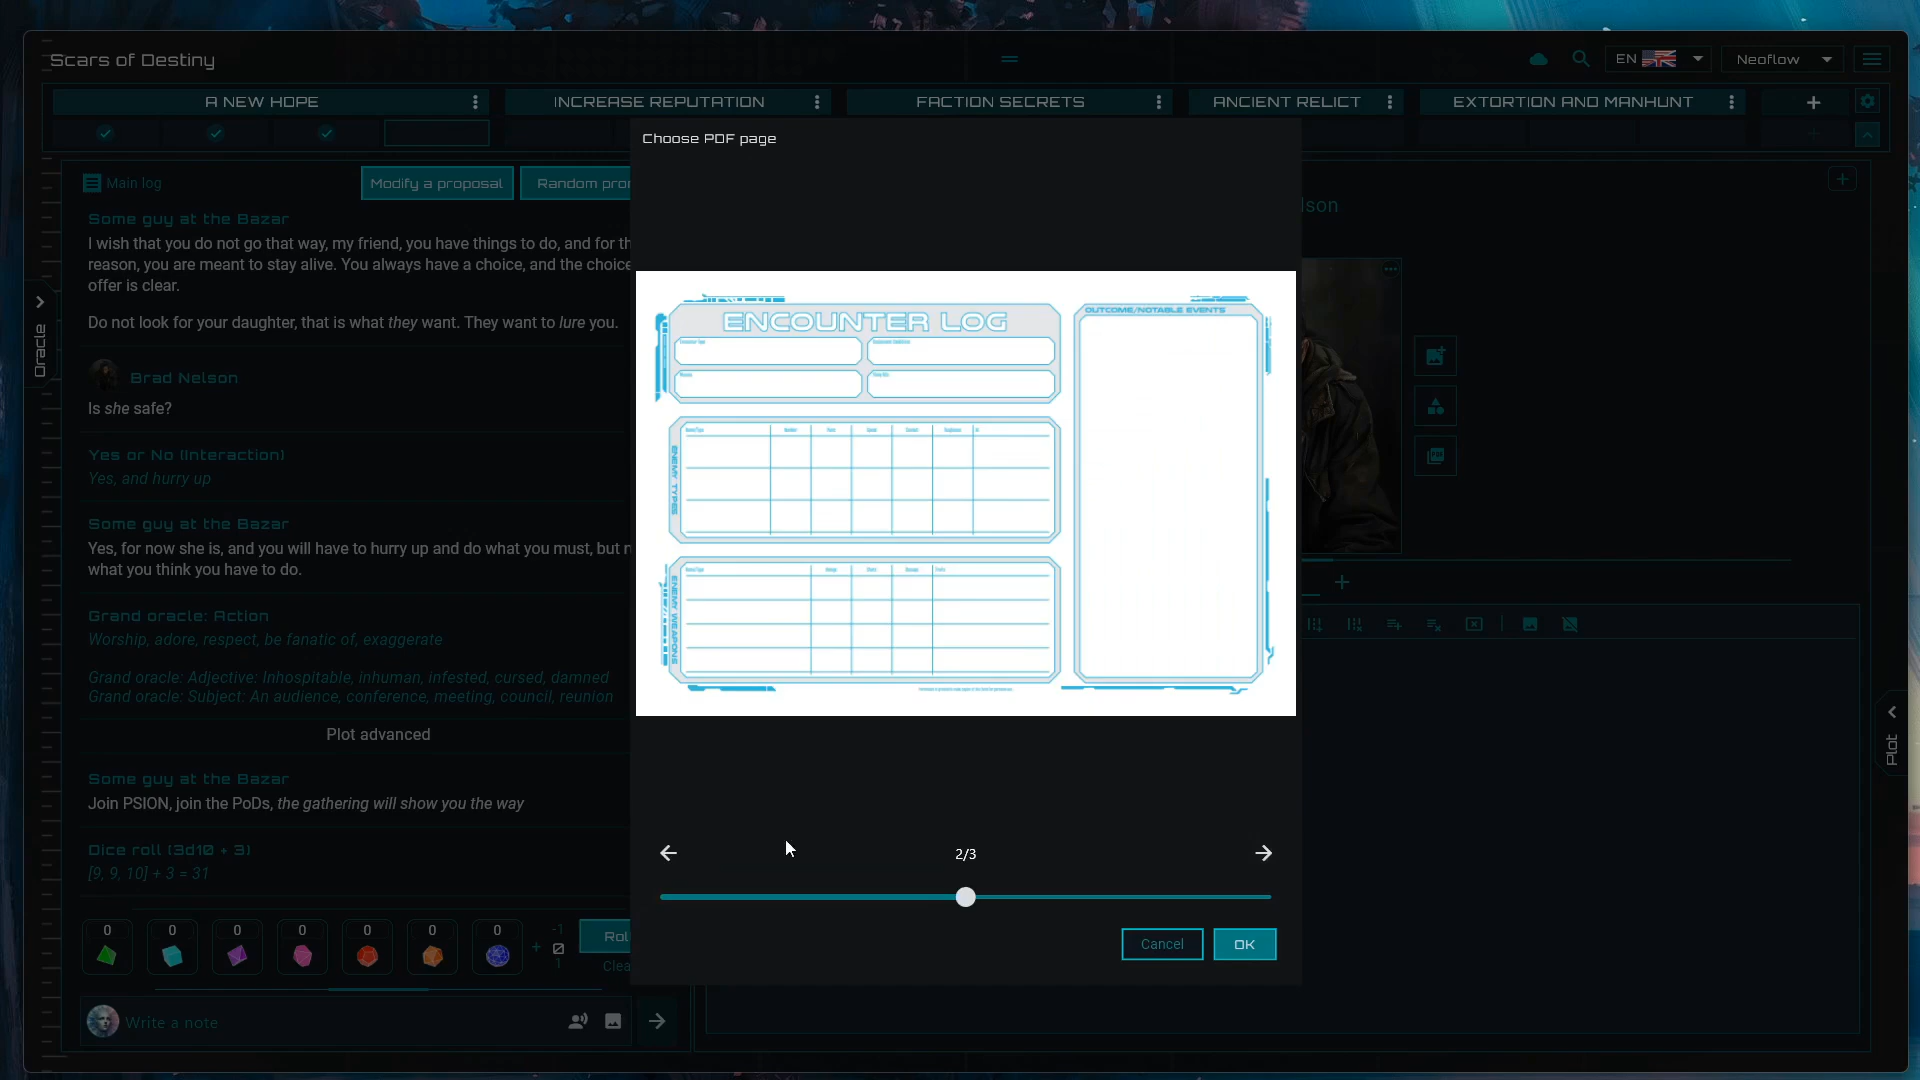 Scars of Destiny
EN
Neoflow
A NEW HOPE
INCREASE REPUTATION
FACTION SECRETS
ANCIENT RELICT
EXTORTION AND MANHUNT
Choose PDF page
Main log
Modify a proposal
Random pro
Some guy at the Bazar
I wish that you do not go that way, my friend, you have things to do, and for th
reason, you are meant to stay alive. You always have a choice, and the choice
offer is clear.
Do not look for your daughter, that is what they want. They want to lure you.
Brad Nelson
Is she safe?
Yes or No (Interaction)
Yes, and hurry up
Some guy at the Bazar
Yes, for now she is, and you will have to hurry up and do what you must, but n
what you think you have to do.
Grand oracle: Action
Worship, adore, respect, be fanatic of, exaggerate
Grand oracle: Adjective: Inhospitable, inhuman, infested, cursed, damned
Grand oracle: Subject: An audience, conference, meeting, council, reunion
Plot advanced
Some guy at the Bazar
Join PSION, join the PoDs, the gathering will show you the way
Dice roll (3d10 + 3)
[9, 9, 10] + 3 = 31
0 0 0 0 0 0 0
+
-1
0
1
Rol
Clea
Write a note
Oracle
ENCOUNTER LOG
OUTCOME/NOTABLE EVENTS
ENEMY TYPES
ENEMY WEAPONS
2/3
Cancel
OK
lson
PDF
Plot